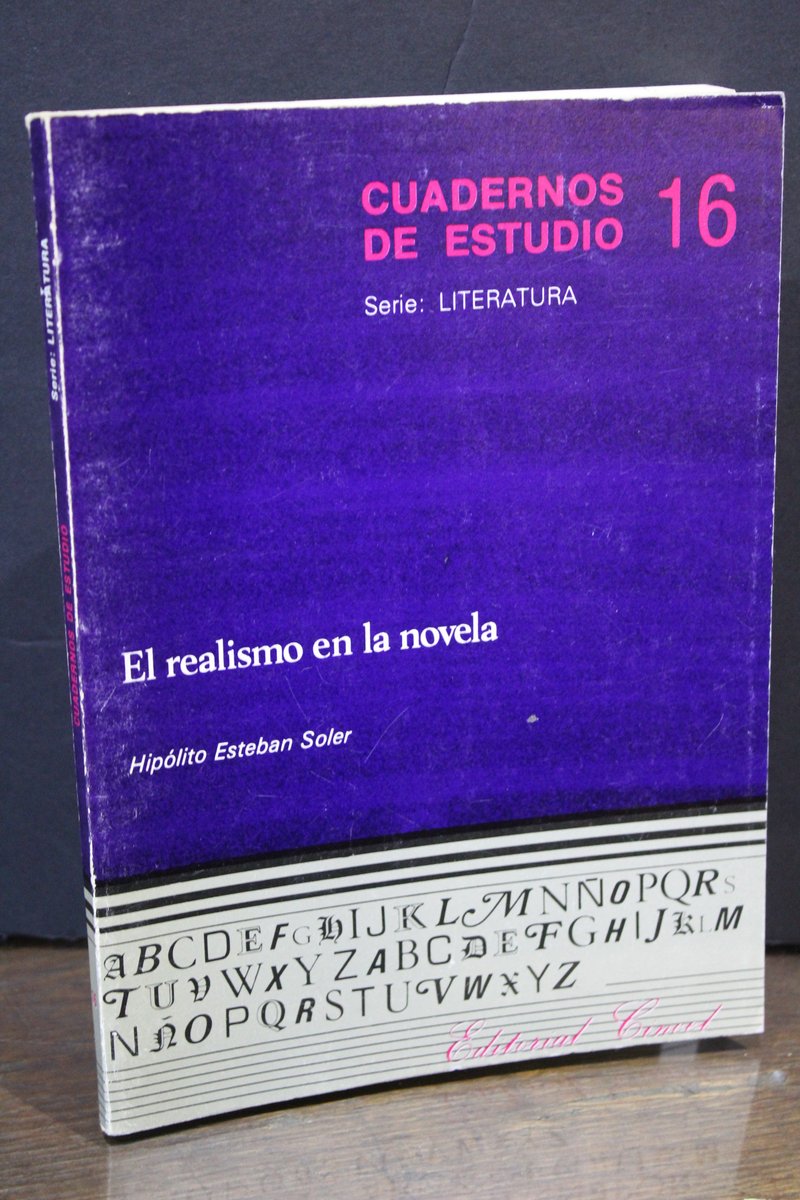 CUADERNOS
DE ESTUDIO 16
Serie: LITERATURA
El realismo en la novela
Hipólito Esteban Soler
ABCDEFGHIJKLMNÑOPQRS
TUVWXYZABCDEFGHIJKLM
NÑOPQRSTUVWXYZ
Editorial Cincel
Serie: LITERATURA
CUADERNOS DE ESTUDIO